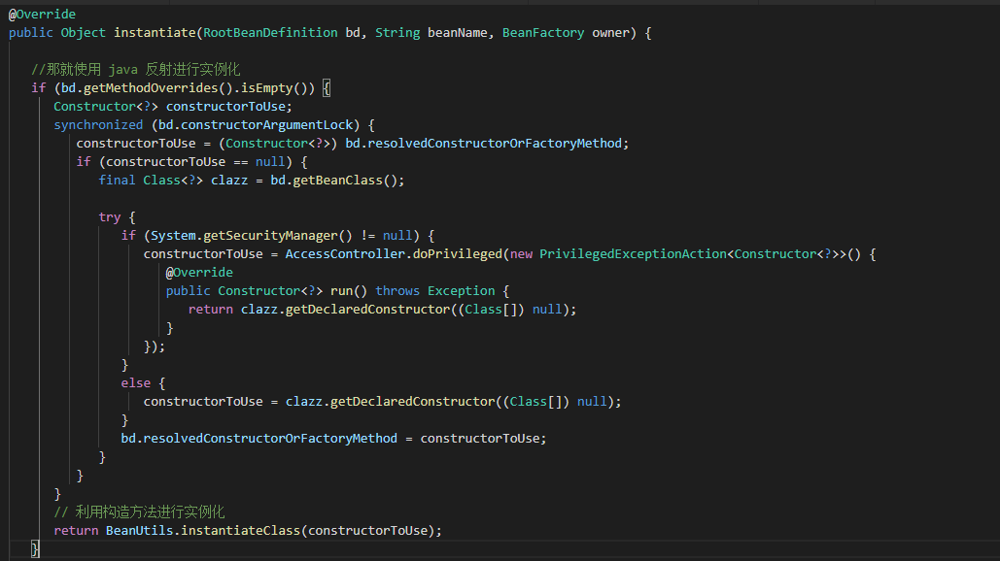 @Override
public Object instantiate(RootBeanDefinition bd, String beanName, BeanFactory owner) {
//那就使用 java 反射进行实例化
if (bd.getMethodOverrides().isEmpty()) {
Constructor<?> constructorToUse;
synchronized (bd.constructorArgumentLock) {
constructorToUse = (Constructor<?>) bd.resolvedConstructorOrFactoryMethod;
if (constructorToUse == null) {
final Class<?> clazz = bd.getBeanClass();
try {
if (System.getSecurityManager() != null) {
constructorToUse = AccessController.doPrivileged(new PrivilegedExceptionAction<Constructor<?>>() {
@Override
public Constructor<?> run() throws Exception {
return clazz.getDeclaredConstructor((Class[]) null);
}
});
}
else {
constructorToUse = clazz.getDeclaredConstructor((Class[]) null);
}
bd.resolvedConstructorOrFactoryMethod = constructorToUse;
}
}
}
// 利用构造方法进行实例化
return BeanUtils.instantiateClass(constructorToUse);
}